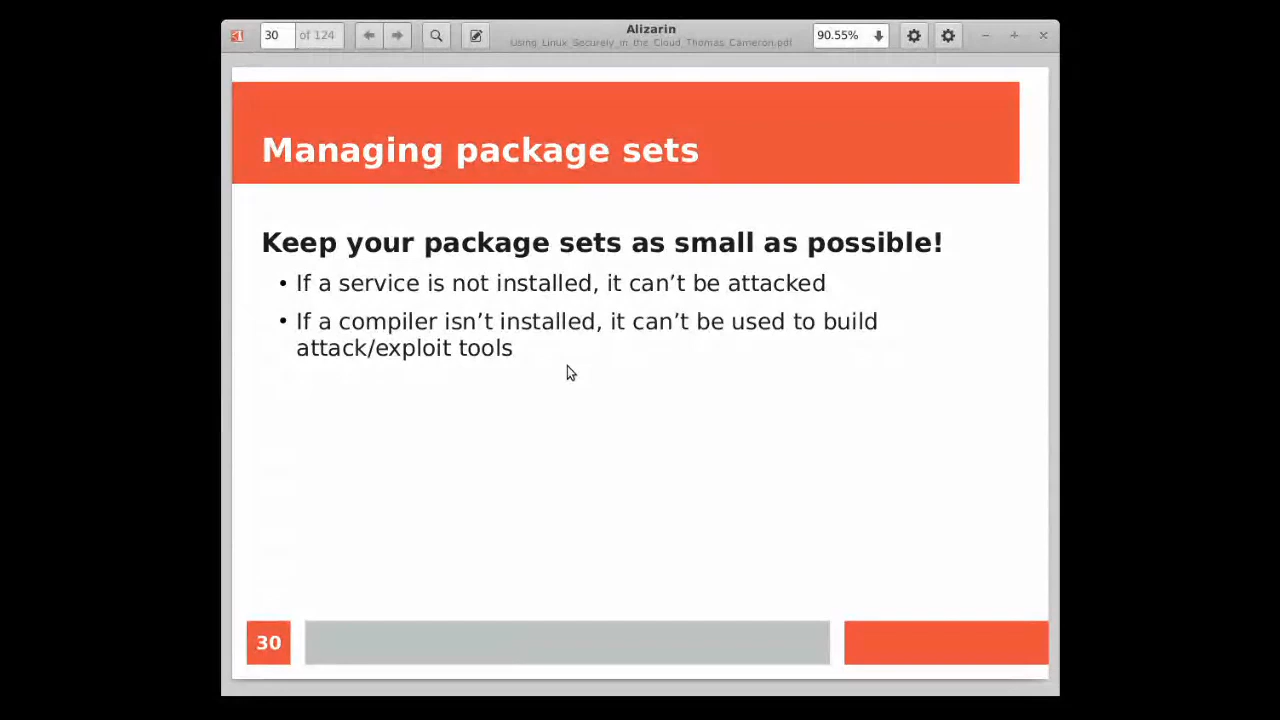 30 of 124
Alizarin
Using_Linux_Securely_in_the_Cloud_Thomas_Cameron.pdf
90.55%
Managing package sets
Keep your package sets as small as possible!
• If a service is not installed, it can’t be attacked
• If a compiler isn’t installed, it can’t be used to build
attack/exploit tools
30